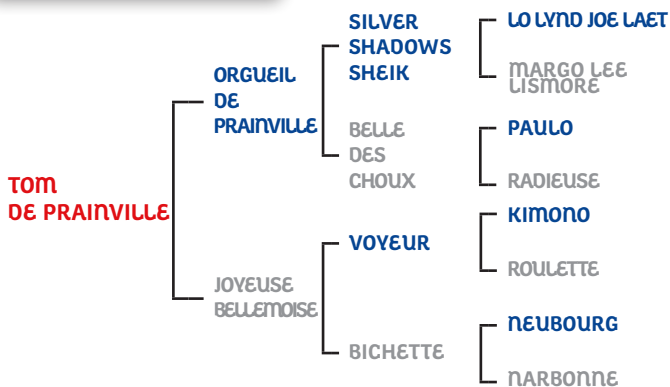 TOM
DE PRAINVILLE
ORGUEIL
DE
PRAINVILLE
JOYEUSE
BELLEMOISE
SILVER
SHADOWS
SHEIK
BELLE
DES
CHOUX
VOYEUR
BICHETTE
LO LYND JOE LAET
MARGO LEE
LISMORE
PAULO
RADIEUSE
KIMONO
ROULETTE
NEUBOURG
NARBONNE